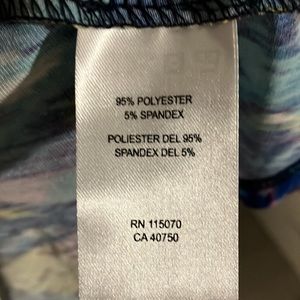 95% POLYESTER
5% SPANDEX
POLIESTER DEL 95%
SPANDEX DEL 5%
RN 115070
CA 40750